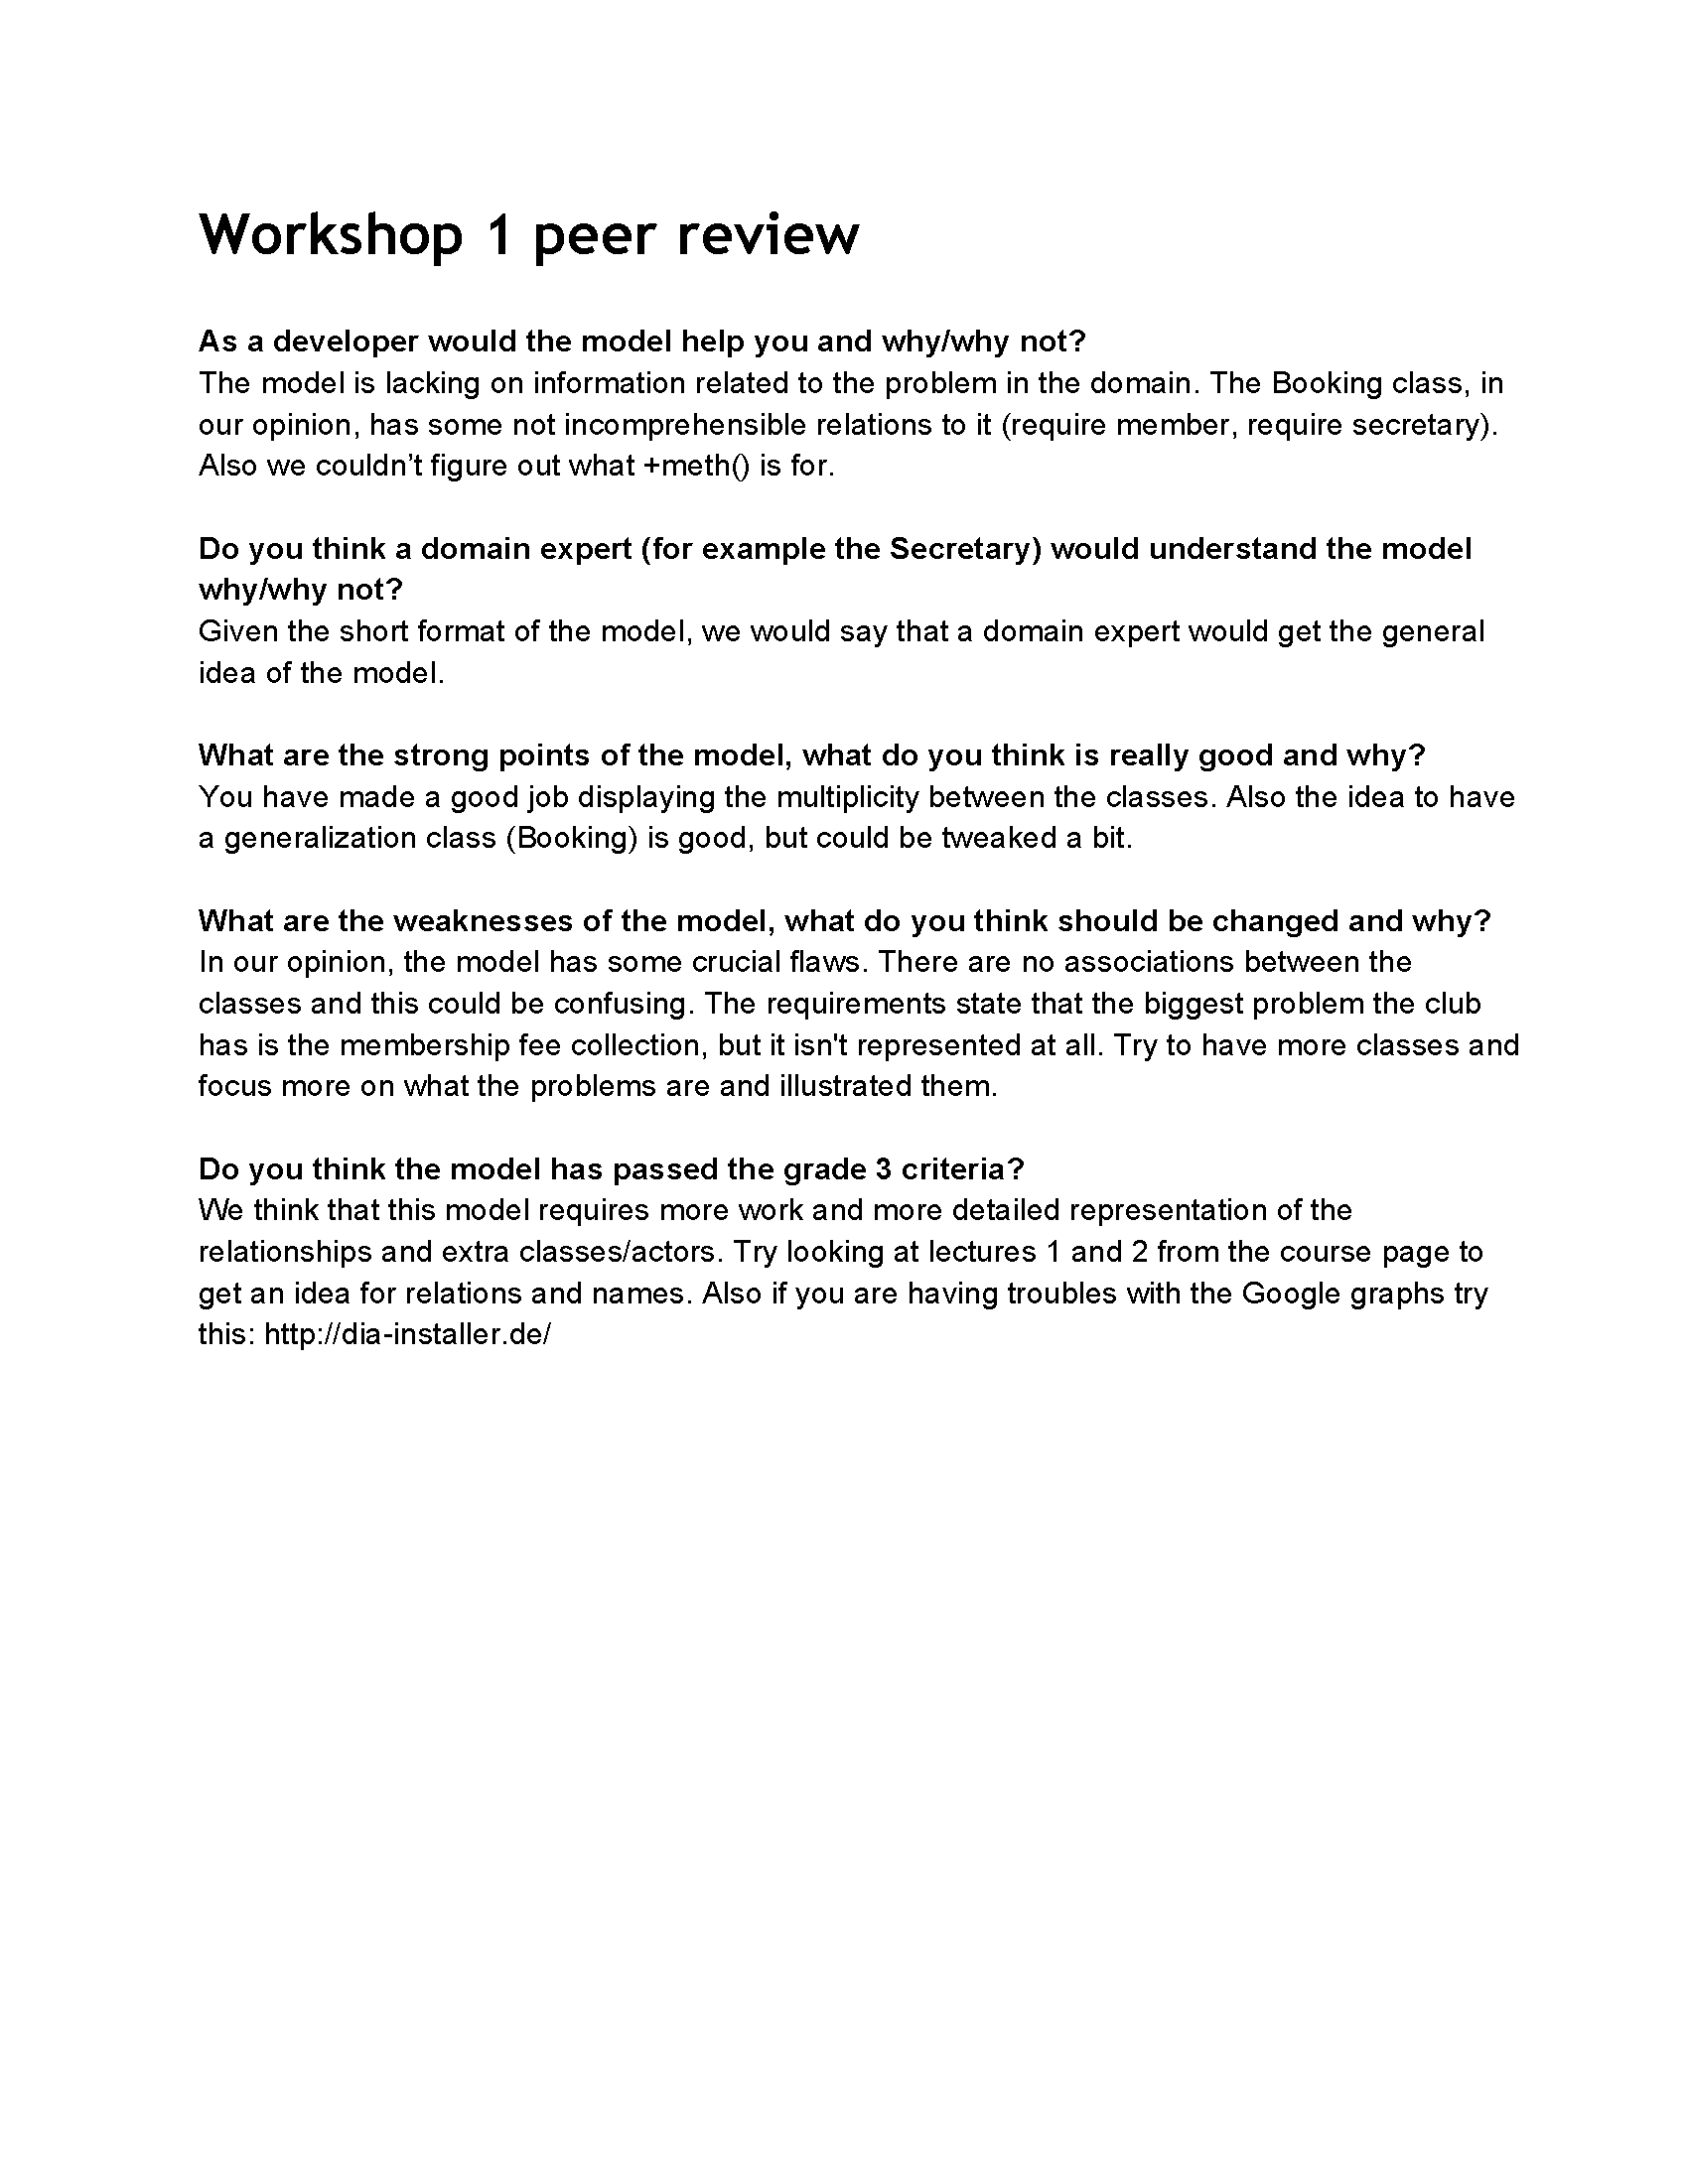 Workshop 1 peer review
As a developer would the model help you and why/why not?
The model is lacking on information related to the problem in the domain. The Booking class, in
our opinion, has some not incomprehensible relations to it (require member, require secretary).
Also we couldn’t figure out what +meth() is for.
Do you think a domain expert (for example the Secretary) would understand the model
why/why not?
Given the short format of the model, we would say that a domain expert would get the general
idea of the model.
What are the strong points of the model, what do you think is really good and why?
You have made a good job displaying the multiplicity between the classes. Also the idea to have
a generalization class (Booking) is good, but could be tweaked a bit.
What are the weaknesses of the model, what do you think should be changed and why?
In our opinion, the model has some crucial flaws. There are no associations between the
classes and this could be confusing. The requirements state that the biggest problem the club
has is the membership fee collection, but it isn't represented at all. Try to have more classes and
focus more on what the problems are and illustrated them.
Do you think the model has passed the grade 3 criteria?
We think that this model requires more work and more detailed representation of the
relationships and extra classes/actors. Try looking at lectures 1 and 2 from the course page to
get an idea for relations and names. Also if you are having troubles with the Google graphs try
this: http://dia-installer.de/